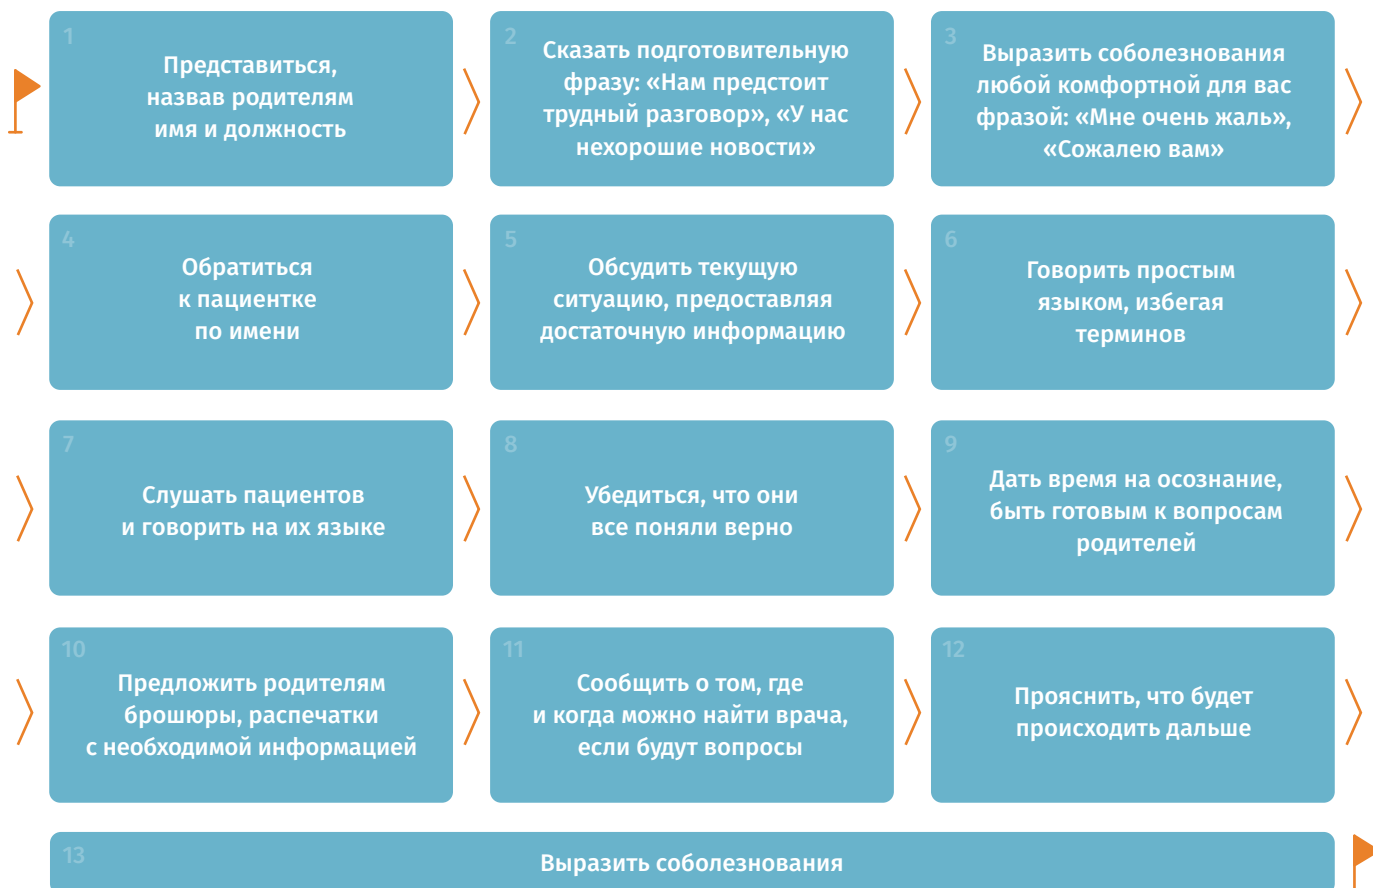 1
Представиться,
назвав родителям
имя и должность
2
Сказать подготовительную
фразу: «Нам предстоит
трудный разговор», «У нас
нехорошие новости»
3
Выразить соболезнования
любой комфортной для вас
фразой: «Мне очень жаль»,
«Сожалею вам»
4
Обратиться
к пациентке
по имени
5
Обсудить текущую
ситуацию, предоставляя
достаточную информацию
6
Говорить простым
языком, избегая
терминов
7
Слушать пациентов
и говорить на их языке
8
Убедиться, что они
все поняли верно
9
Дать время на осознание,
быть готовым к вопросам
родителей
10
Предложить родителям
брошюры, распечатки
с необходимой информацией
11
Сообщить о том, где
и когда можно найти врача,
если будут вопросы
12
Прояснить, что будет
происходить дальше
13
Выразить соболезнования